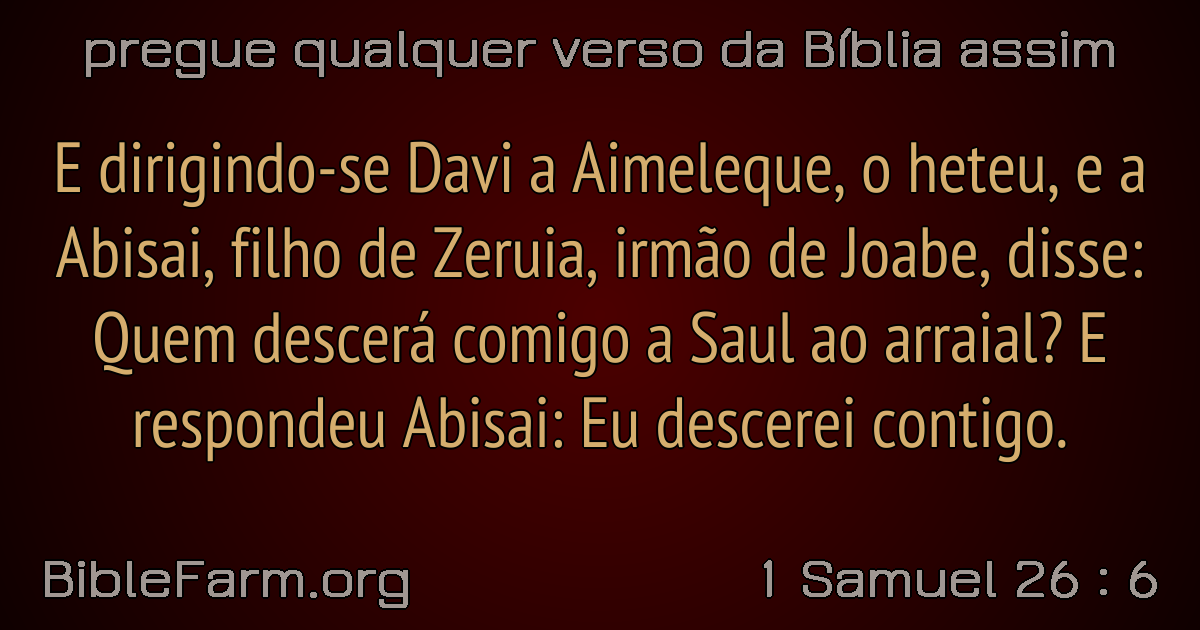 pregue qualquer verso da Bíblia assim
E dirigindo-se Davi a Aimeleque, o heteu, e a
Abisai, filho de Zeruia, irmão de Joabe, disse:
Quem descerá comigo a Saul ao arraial? E
respondeu Abisai: Eu descerei contigo.
BibleFarm.org
1 Samuel 26 : 6